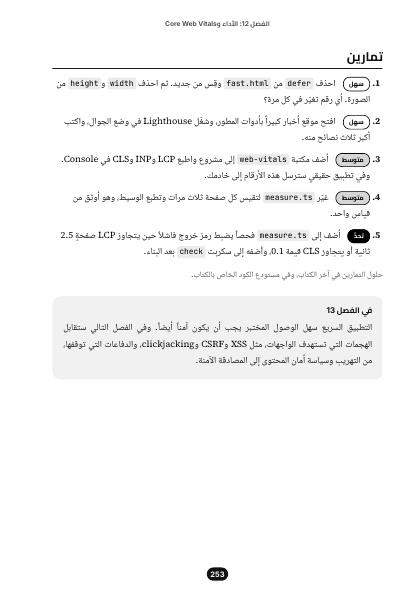 الفصل 12: الأداء وCore Web Vitals
تمارين
1. سهل احذف defer من fast.html وقِس من جديد. ثم احذف width و height من
الصورة. أي رقم تغيّر في كل مرة؟
2. سهل افتح موقع أخبار كبيراً بأدوات المطور، وشغّل Lighthouse في وضع الجوال، واكتب
أكبر ثلاث نصائح منه.
3. متوسط أضف مكتبة web-vitals إلى مشروع واطبع LCP وINP وCLS في Console.
وفي تطبيق حقيقي سترسل هذه الأرقام إلى خادمك.
4. متوسط غيّر measure.ts لتقيس كل صفحة ثلاث مرات وتطبع الوسيط، وهو أوثق من
قياس واحد.
5. تحدٍّ أضف إلى measure.ts فحصاً يضبط رمز خروج فاشلاً حين يتجاوز LCP صفحةٍ 2.5
ثانية أو يتجاوز CLS قيمة 0.1، وأضفه إلى سكربت check بعد البناء.
حلول التمارين في آخر الكتاب، وفي مستودع الكود الخاص بالكتاب.
في الفصل 13
التطبيق السريع سهل الوصول المختبر يجب أن يكون آمناً أيضاً. وفي الفصل التالي ستقابل
الهجمات التي تستهدف الواجهات، مثل XSS وCSRF وclickjacking، والدفاعات التي توقفها،
من التهريب وسياسة أمان المحتوى إلى المصادقة الآمنة.
253